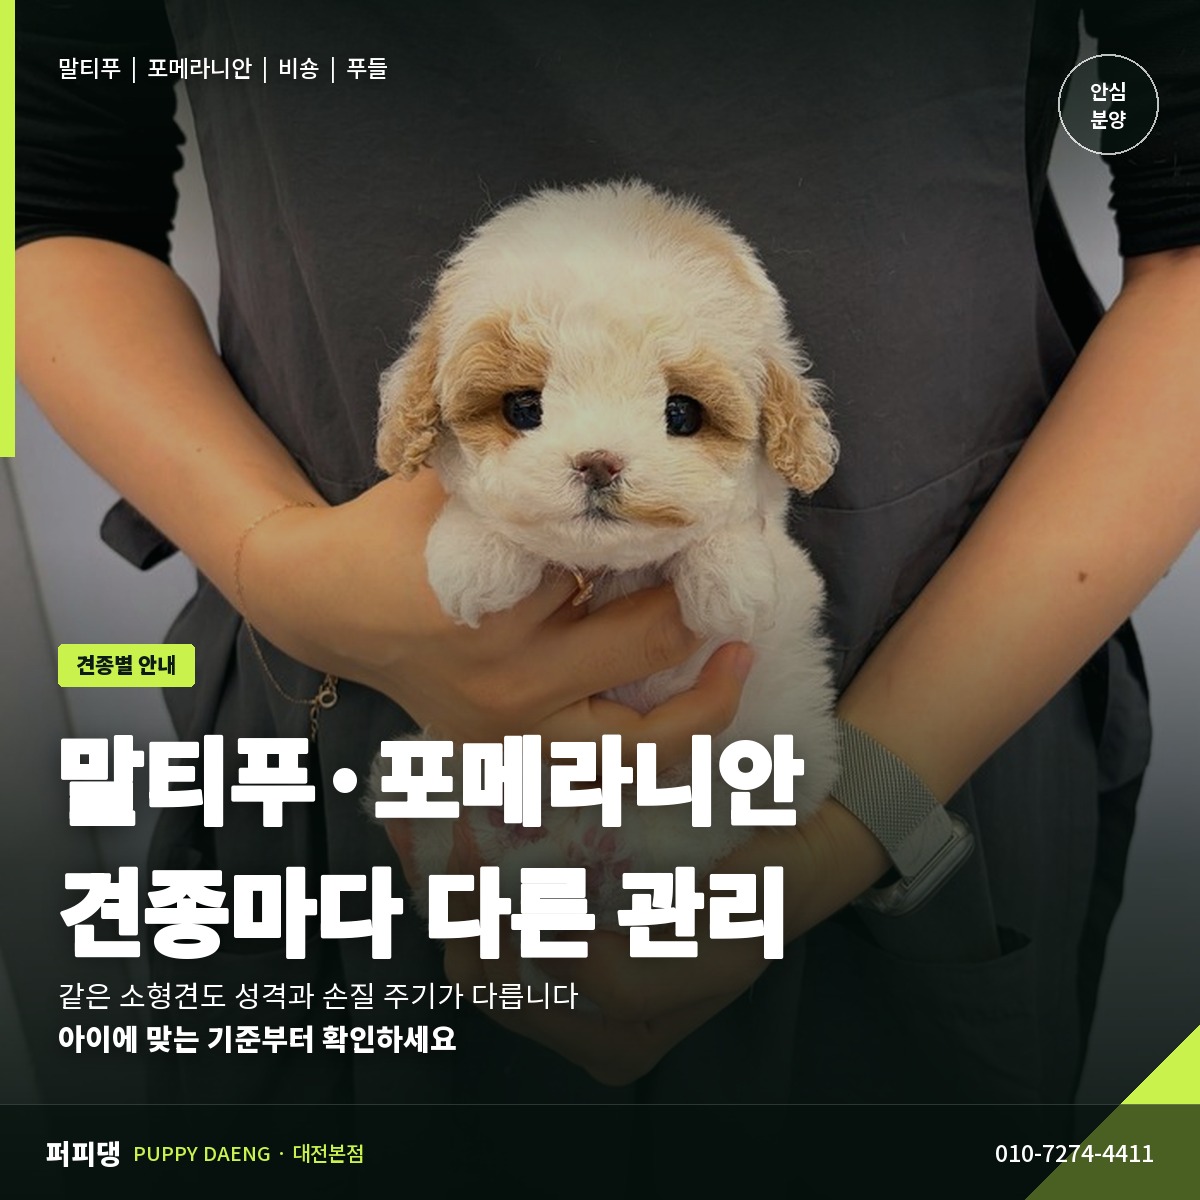 말티푸 | 포메라니안 | 비숑 | 푸들
안심
분양
견종별 안내
말티푸·포메라니안
견종마다 다른 관리
같은 소형견도 성격과 손질 주기가 다릅니다
아이에 맞는 기준부터 확인하세요
퍼피댕 PUPPY DAENG · 대전본점
010-7274-4411